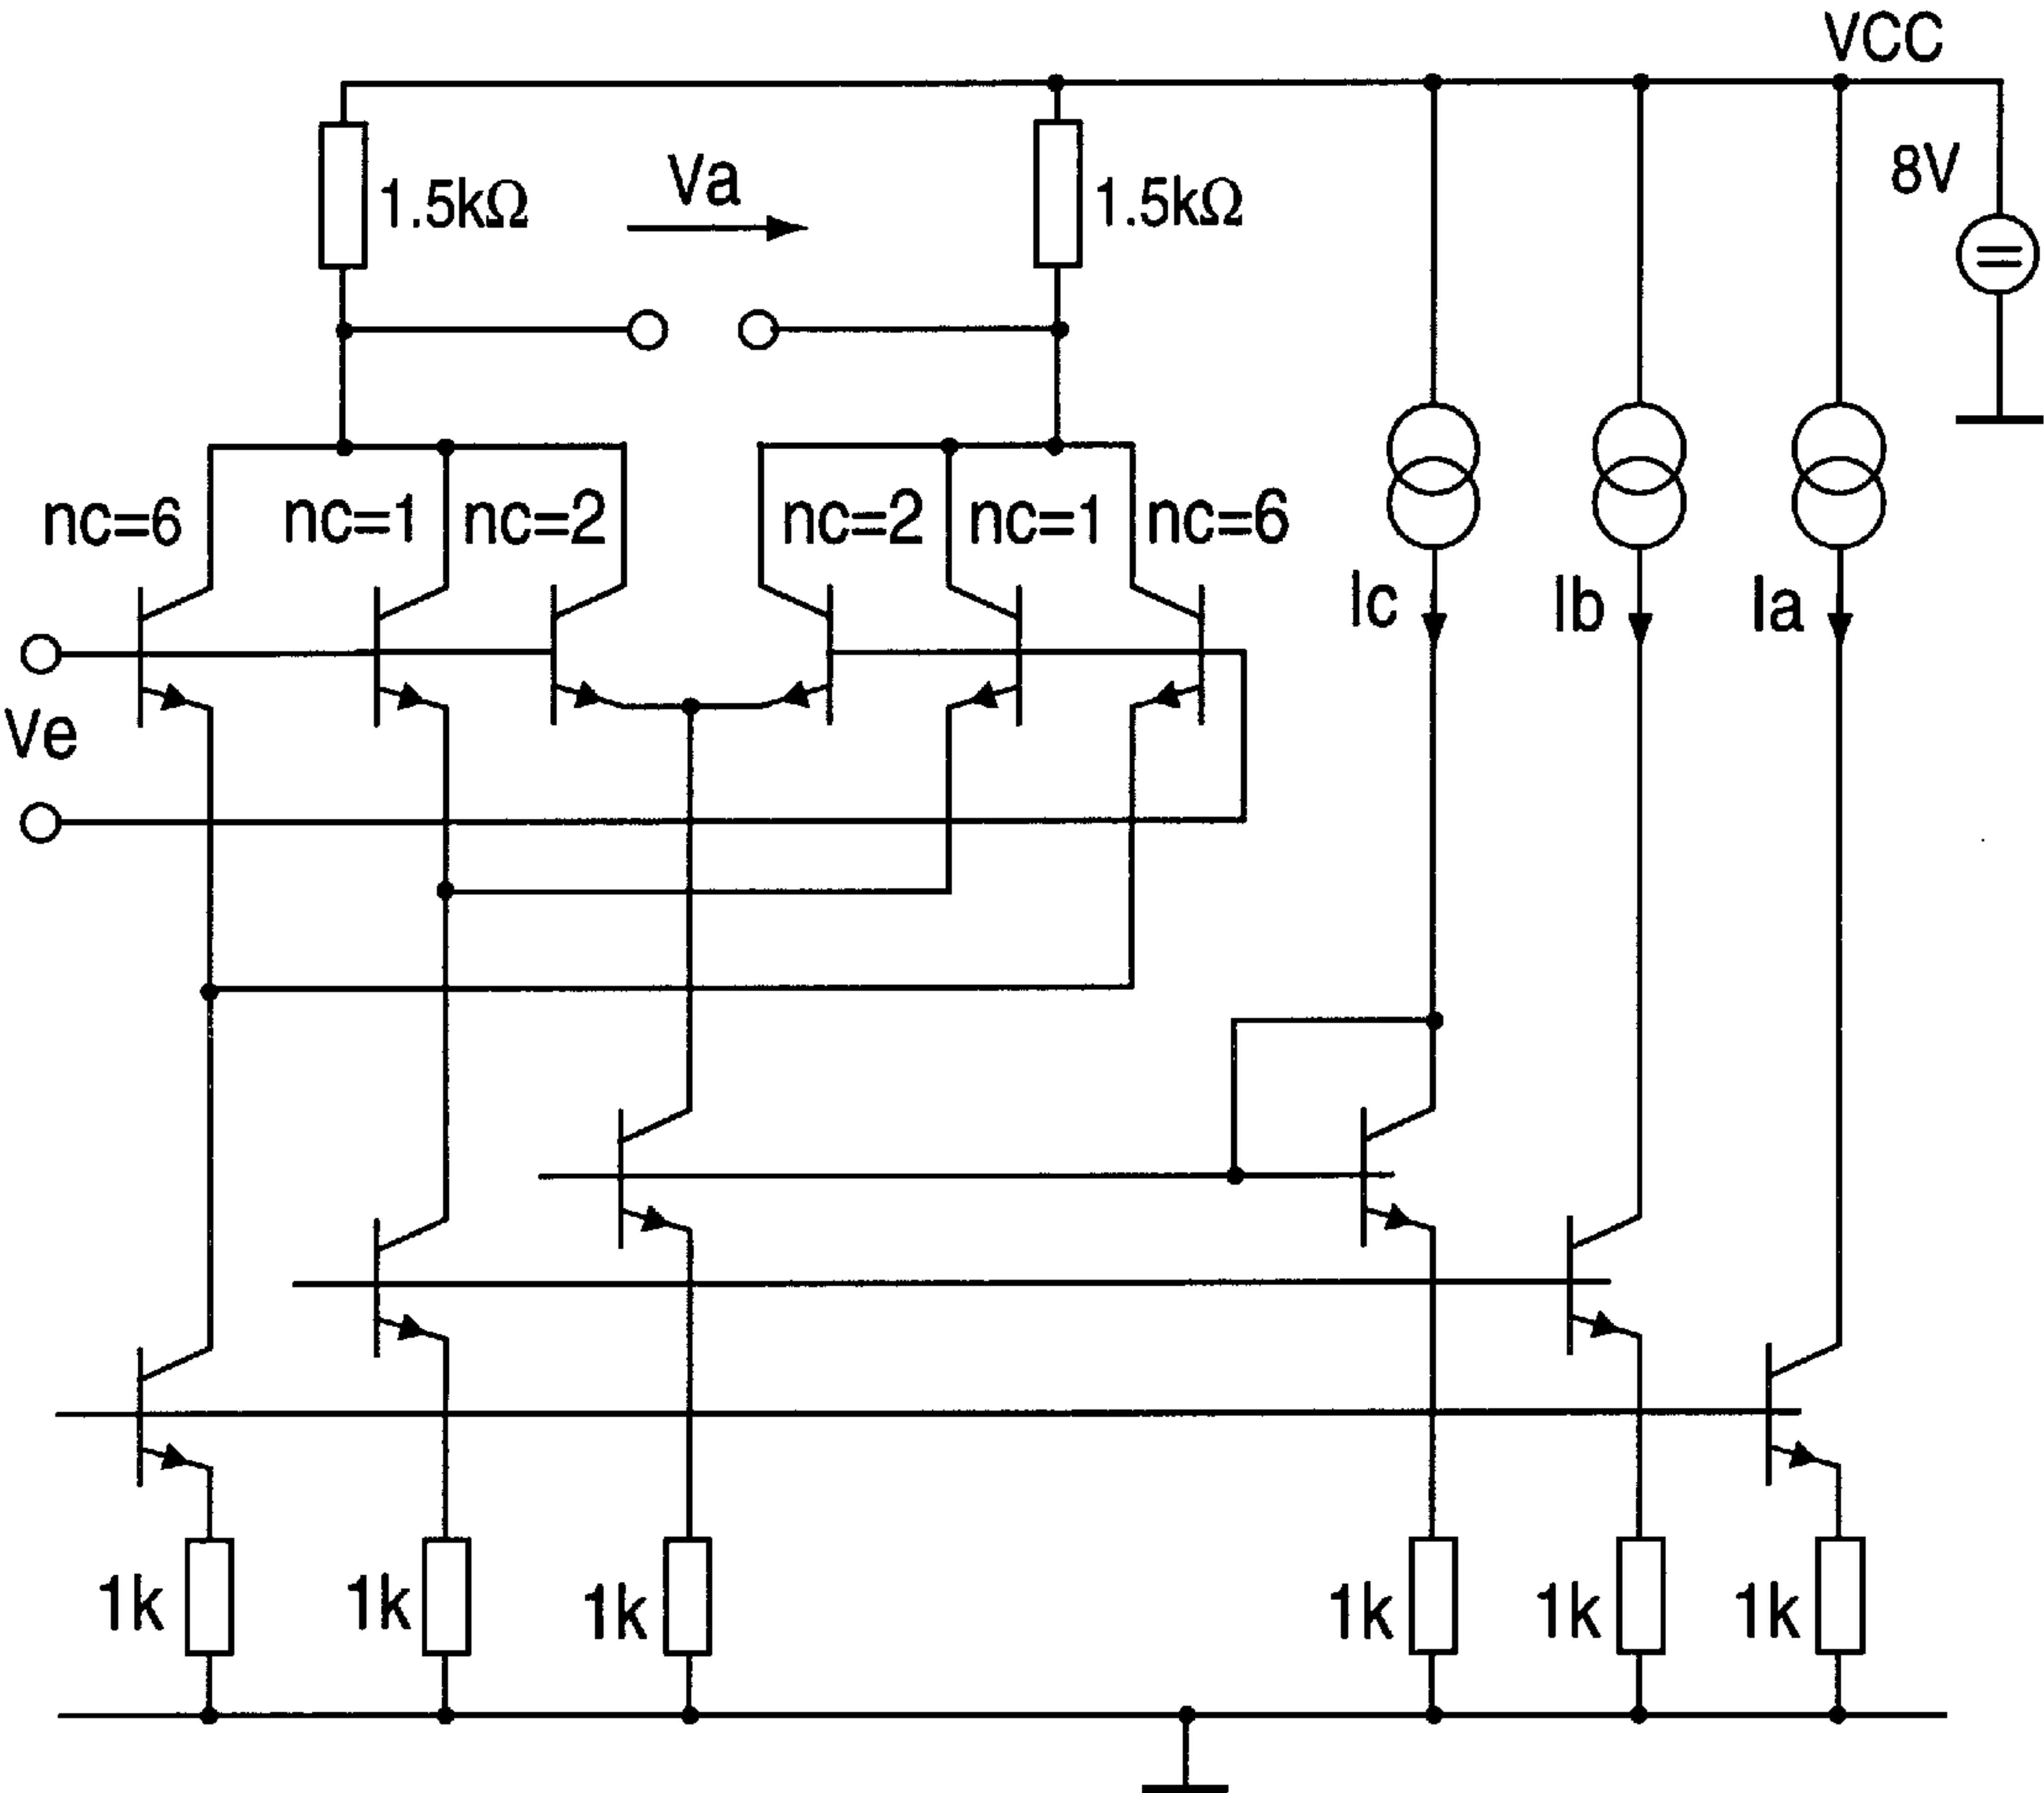 VCC
8V
1.5kΩ
Va
1.5kΩ
nc=6
nc=1
nc=2
nc=2
nc=1
nc=6
Ic
Ib
Ia
Ve
1k
1k
1k
1k
1k
1k